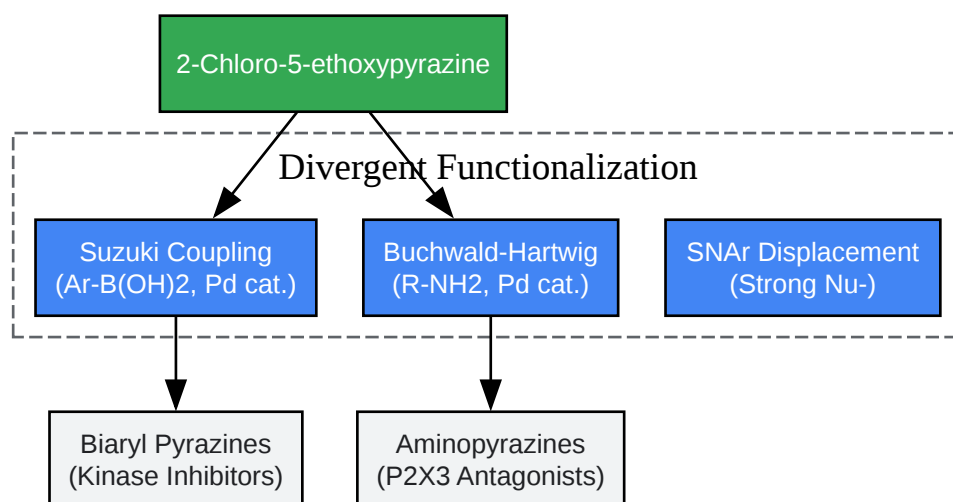 2-Chloro-5-ethoxypyrazine
Divergent Functionalization
Suzuki Coupling
(Ar-B(OH)2, Pd cat.)
Buchwald-Hartwig
(R-NH2, Pd cat.)
SNAr Displacement
(Strong Nu-)
Biaryl Pyrazines
(Kinase Inhibitors)
Aminopyrazines
(P2X3 Antagonists)